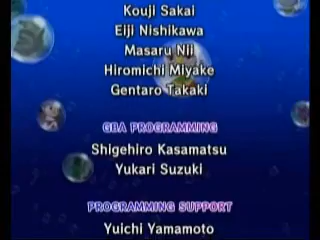 Kouji Sakai
Eiji Nishikawa
Masaru Nii
Hiromichi Miyake
Gentaro Takaki
GBA PROGRAMMING
Shigehiro Kasamatsu
Yukari Suzuki
PROGRAMMING SUPPORT
Yuichi Yamamoto